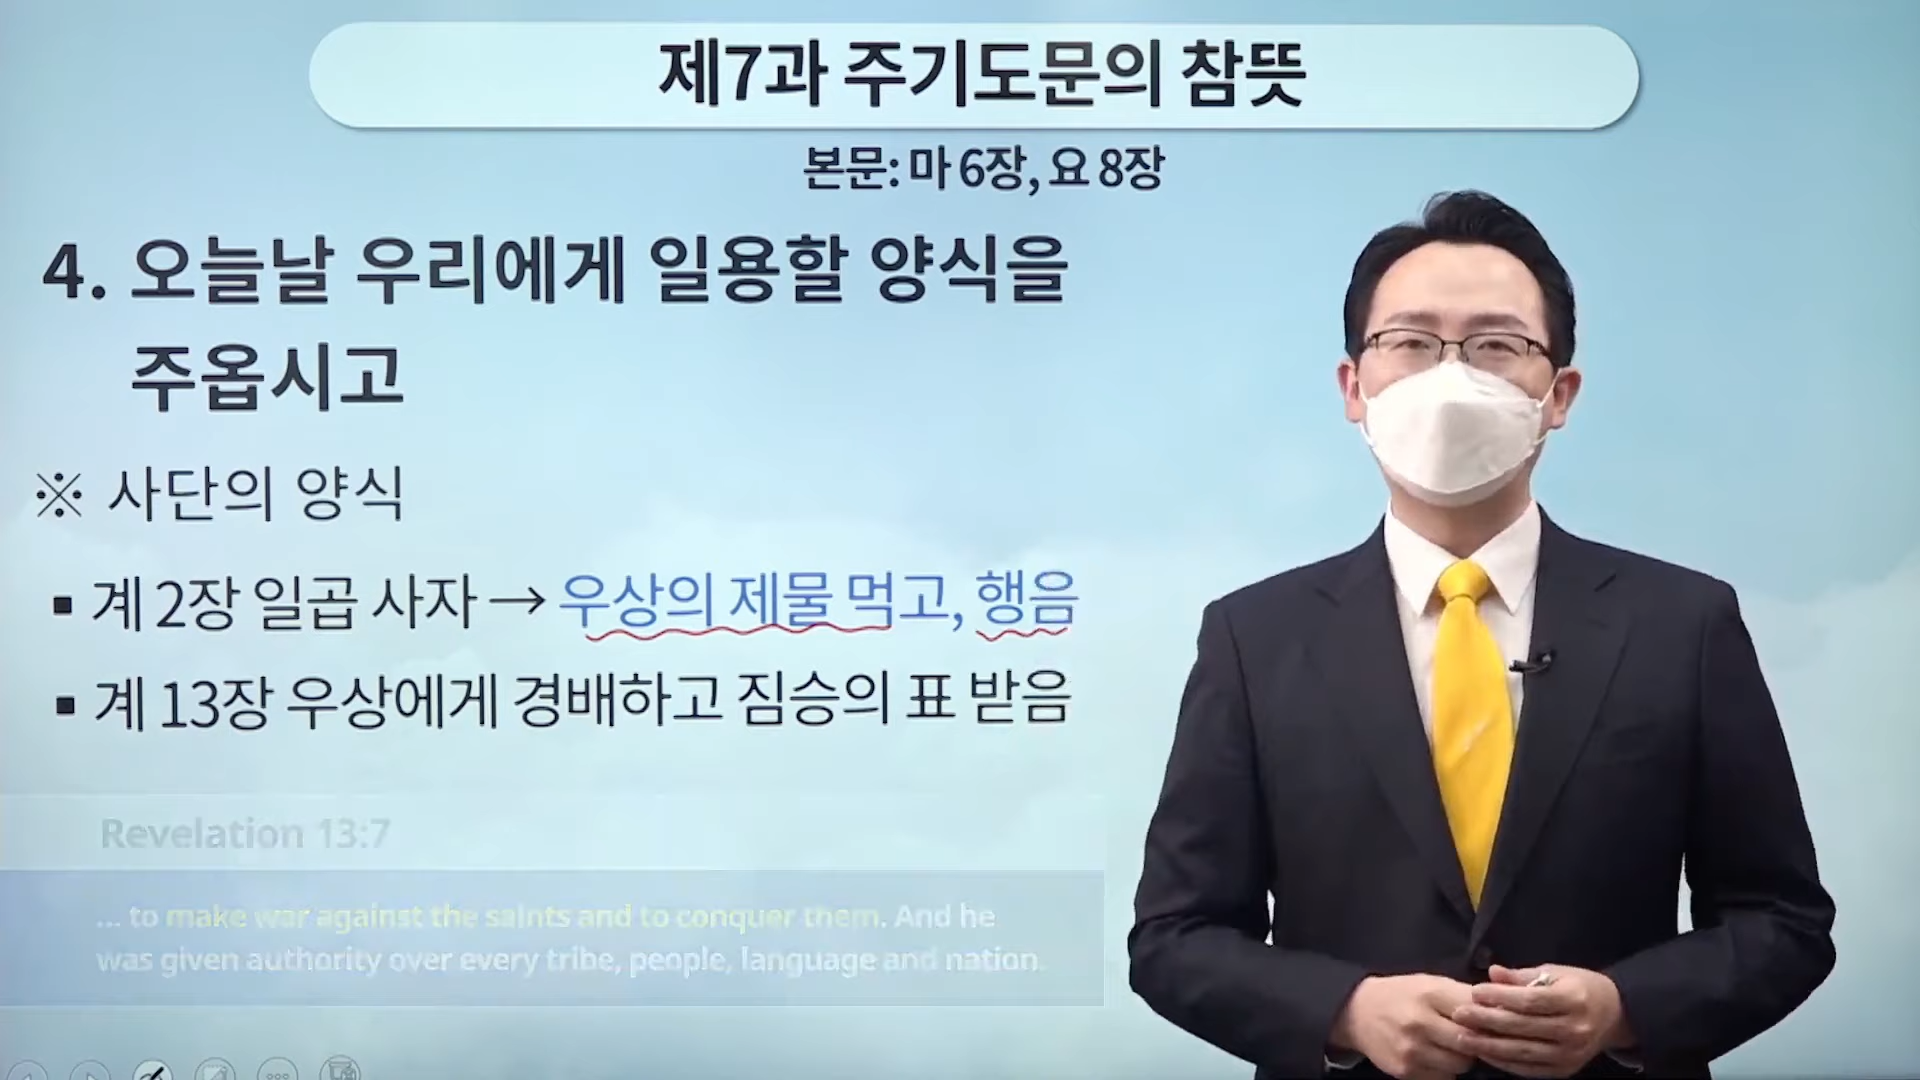 제7과 주기도문의 참뜻
본문: 마 6장, 요 8장
4. 오늘날 우리에게 일용할 양식을
주옵시고
※ 사단의 양식
▪ 계 2장 일곱 사자 → 우상의 제물 먹고, 행음
▪ 계 13장 우상에게 경배하고 짐승의 표 받음
Revelation 13:7
... to make war against the saints and to conquer them. And he
was given authority over every tribe, people, language and nation.